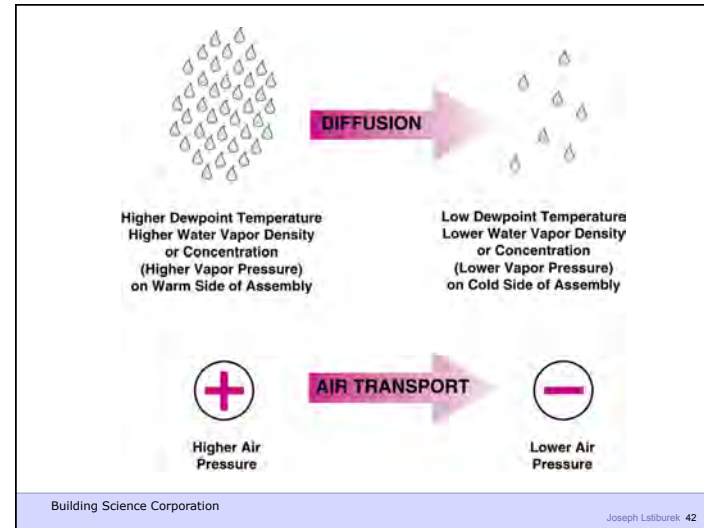 DIFFUSION
Higher Dewpoint Temperature
Higher Water Vapor Density
or Concentration
(Higher Vapor Pressure)
on Warm Side of Assembly
Low Dewpoint Temperature
Lower Water Vapor Density
or Concentration
(Lower Vapor Pressure)
on Cold Side of Assembly
AIR TRANSPORT
Higher Air
Pressure
Lower Air
Pressure
Building Science Corporation
Joseph Lstiburek 42